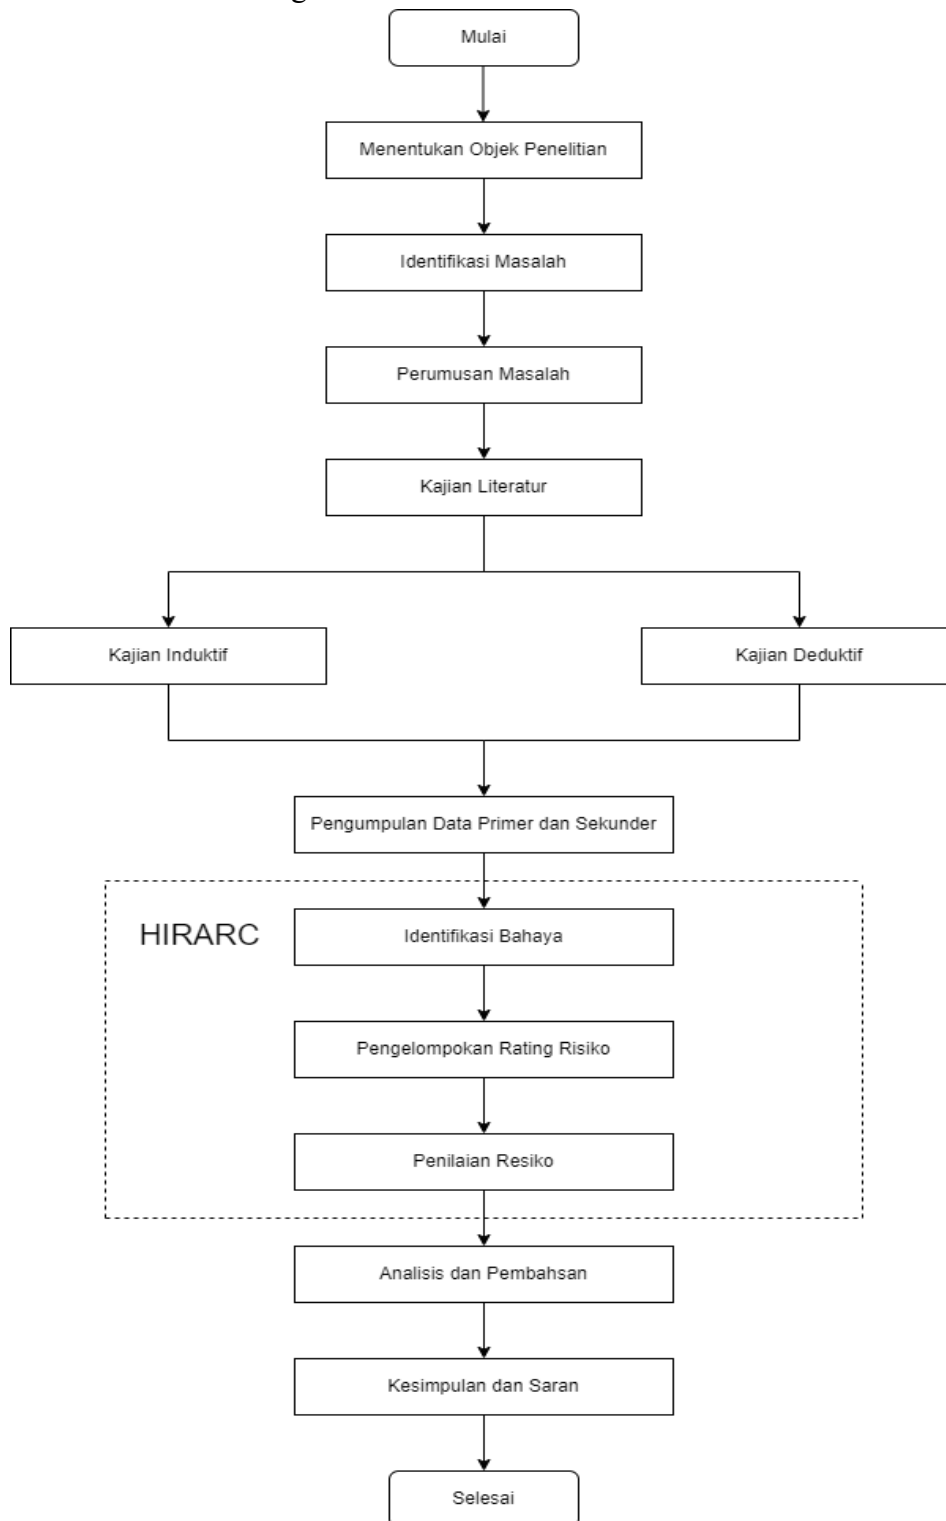 Mulai
Menentukan Objek Penelitian
Identifikasi Masalah
Perumusan Masalah
Kajian Literatur
Kajian Induktif
Kajian Deduktif
Pengumpulan Data Primer dan Sekunder
HIRARC
Identifikasi Bahaya
Pengelompokan Rating Risiko
Penilaian Resiko
Analisis dan Pembahsan
Kesimpulan dan Saran
Selesai